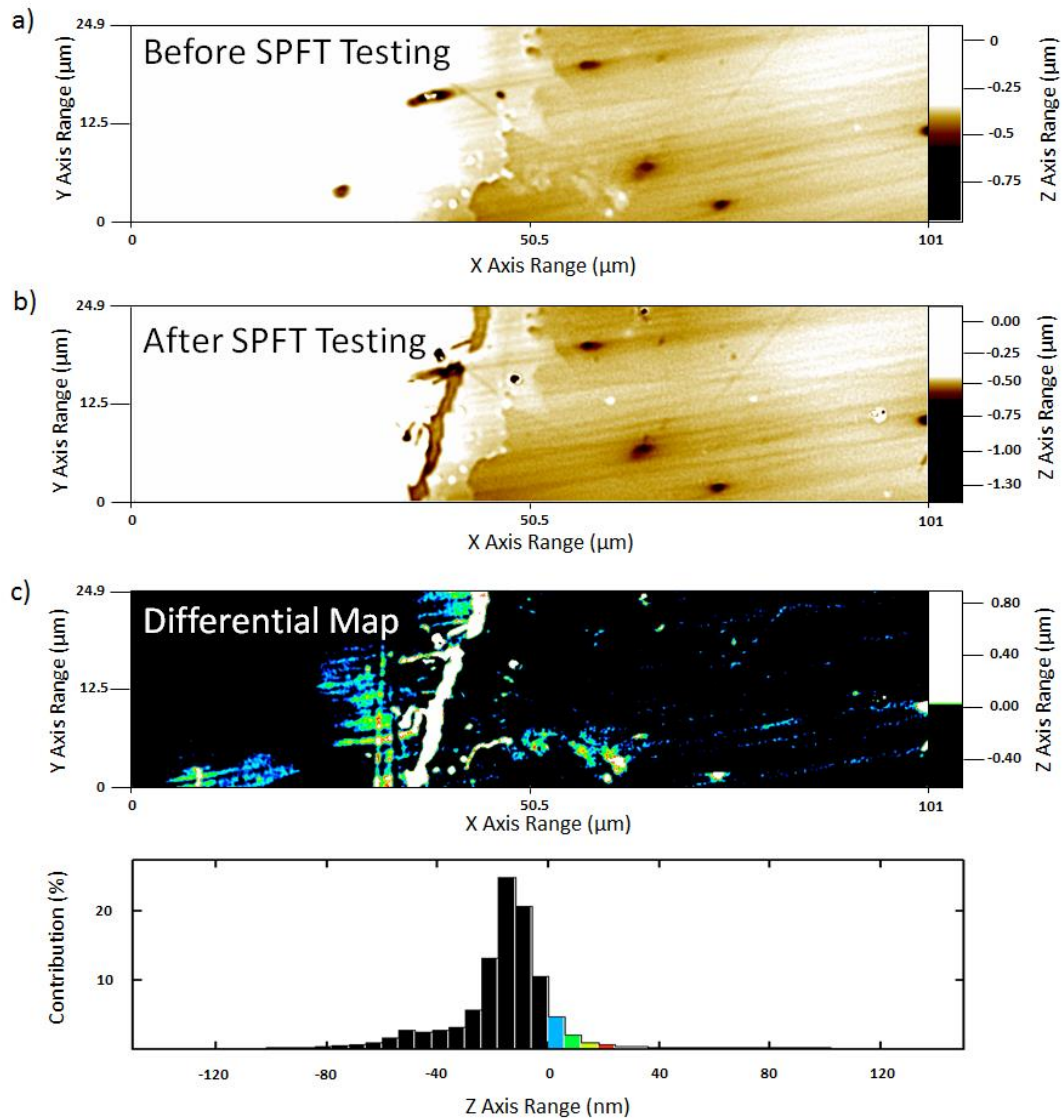 a)
Before SPFT Testing
Y Axis Range (µm)
24.9
12.5
0
0
50.5
101
X Axis Range (µm)
0
-0.25
-0.5
-0.75
Z Axis Range (µm)
b)
After SPFT Testing
Y Axis Range (µm)
24.9
12.5
0
0
50.5
101
X Axis Range (µm)
0.00
-0.25
-0.50
-0.75
-1.00
-1.30
Z Axis Range (µm)
c)
Differential Map
Y Axis Range (µm)
24.9
12.5
0
0
50.5
101
X Axis Range (µm)
0.80
0.40
0.00
-0.40
Z Axis Range (µm)
Contribution (%)
20
10
-120
-80
-40
0
40
80
120
Z Axis Range (nm)